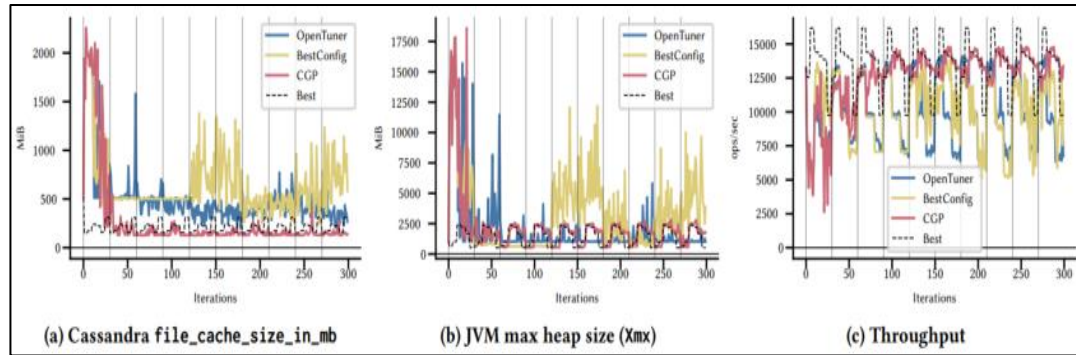 2000
1500
1000
500
0
MiB
OpenTuner
BestConfig
CGP
Best
0 50 100 150 200 250 300
Iterations
(a) Cassandra file_cache_size_in_mb
17500
15000
12500
10000
7500
5000
2500
0
MiB
OpenTuner
BestConfig
CGP
Best
0 50 100 150 200 250 300
Iterations
(b) JVM max heap size (Xmx)
15000
12500
10000
7500
5000
2500
0
ops/sec
OpenTuner
BestConfig
CGP
Best
0 50 100 150 200 250 300
Iterations
(c) Throughput